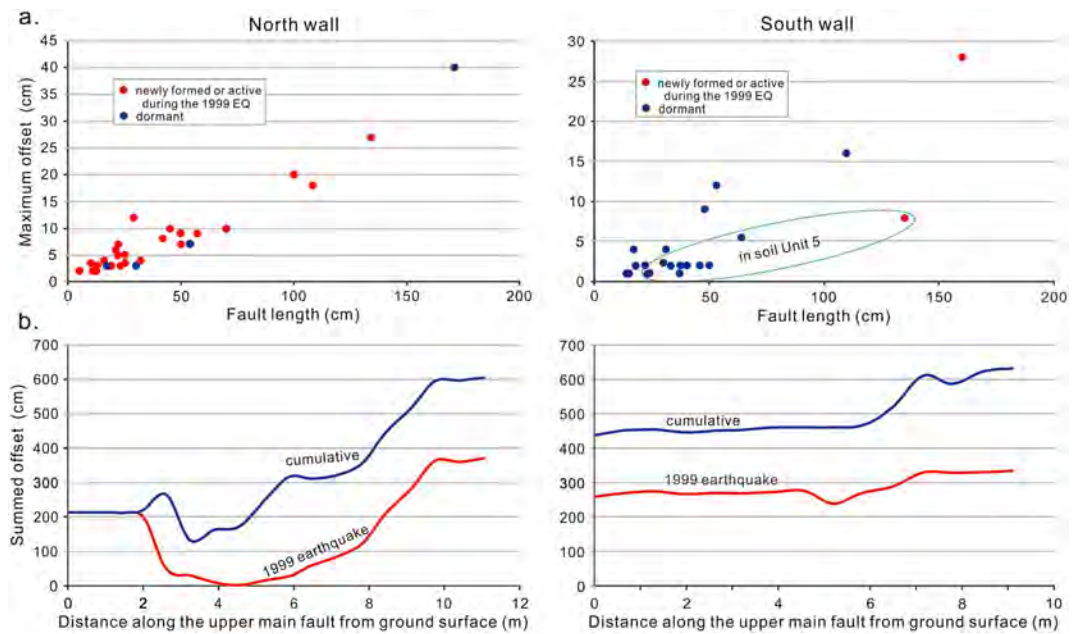 a.
North wall
45
40
35
30
25
20
15
10
5
0
Maximum offset (cm)
newly formed or active
during the 1999 EQ
dormant
0 50 100 150 200
Fault length (cm)
South wall
30
25
20
15
10
5
0
newly formed or active
during the 1999 EQ
dormant
in soil Unit 5
0 50 100 150 200
Fault length (cm)
b.
700
600
500
400
300
200
100
0
Summed offset (cm)
cumulative
1999 earthquake
0 2 4 6 8 10 12
Distance along the upper main fault from ground surface (m)
700
600
500
400
300
200
100
0
cumulative
1999 earthquake
0 2 4 6 8 10
Distance along the upper main fault from ground surface (m)